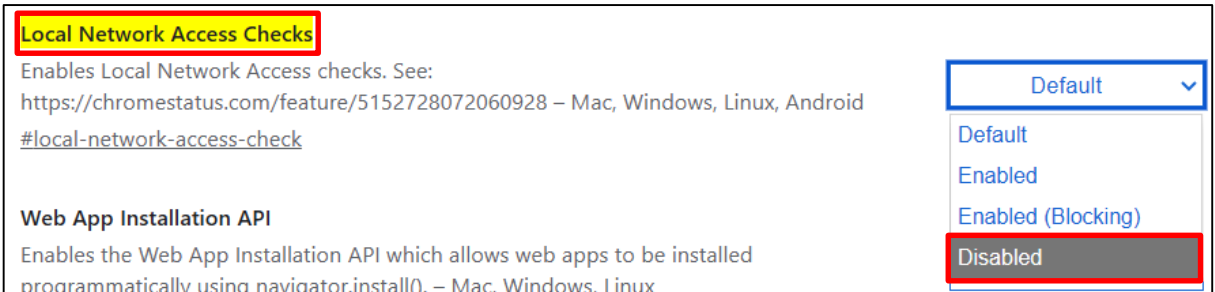 Local Network Access Checks
Enables Local Network Access checks. See:
https://chromestatus.com/feature/5152728072060928 – Mac, Windows, Linux, Android
#local-network-access-check
Default
Default
Enabled
Enabled (Blocking)
Disabled
Web App Installation API
Enables the Web App Installation API which allows web apps to be installed
programmatically using navigator.install(). – Mac, Windows, Linux